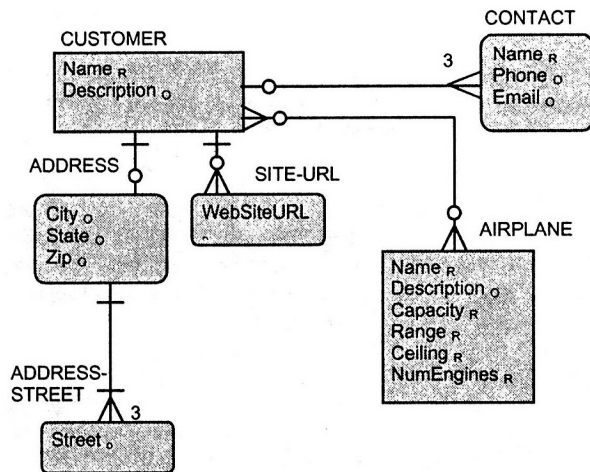 CUSTOMER
Name R
Description O
CONTACT
3
Name R
Phone O
Email O
ADDRESS
City O
State O
Zip O
SITE-URL
WebSiteURL
AIRPLANE
Name R
Description O
Capacity R
Range R
Ceiling R
NumEngines R
ADDRESS-
STREET
3
Street O